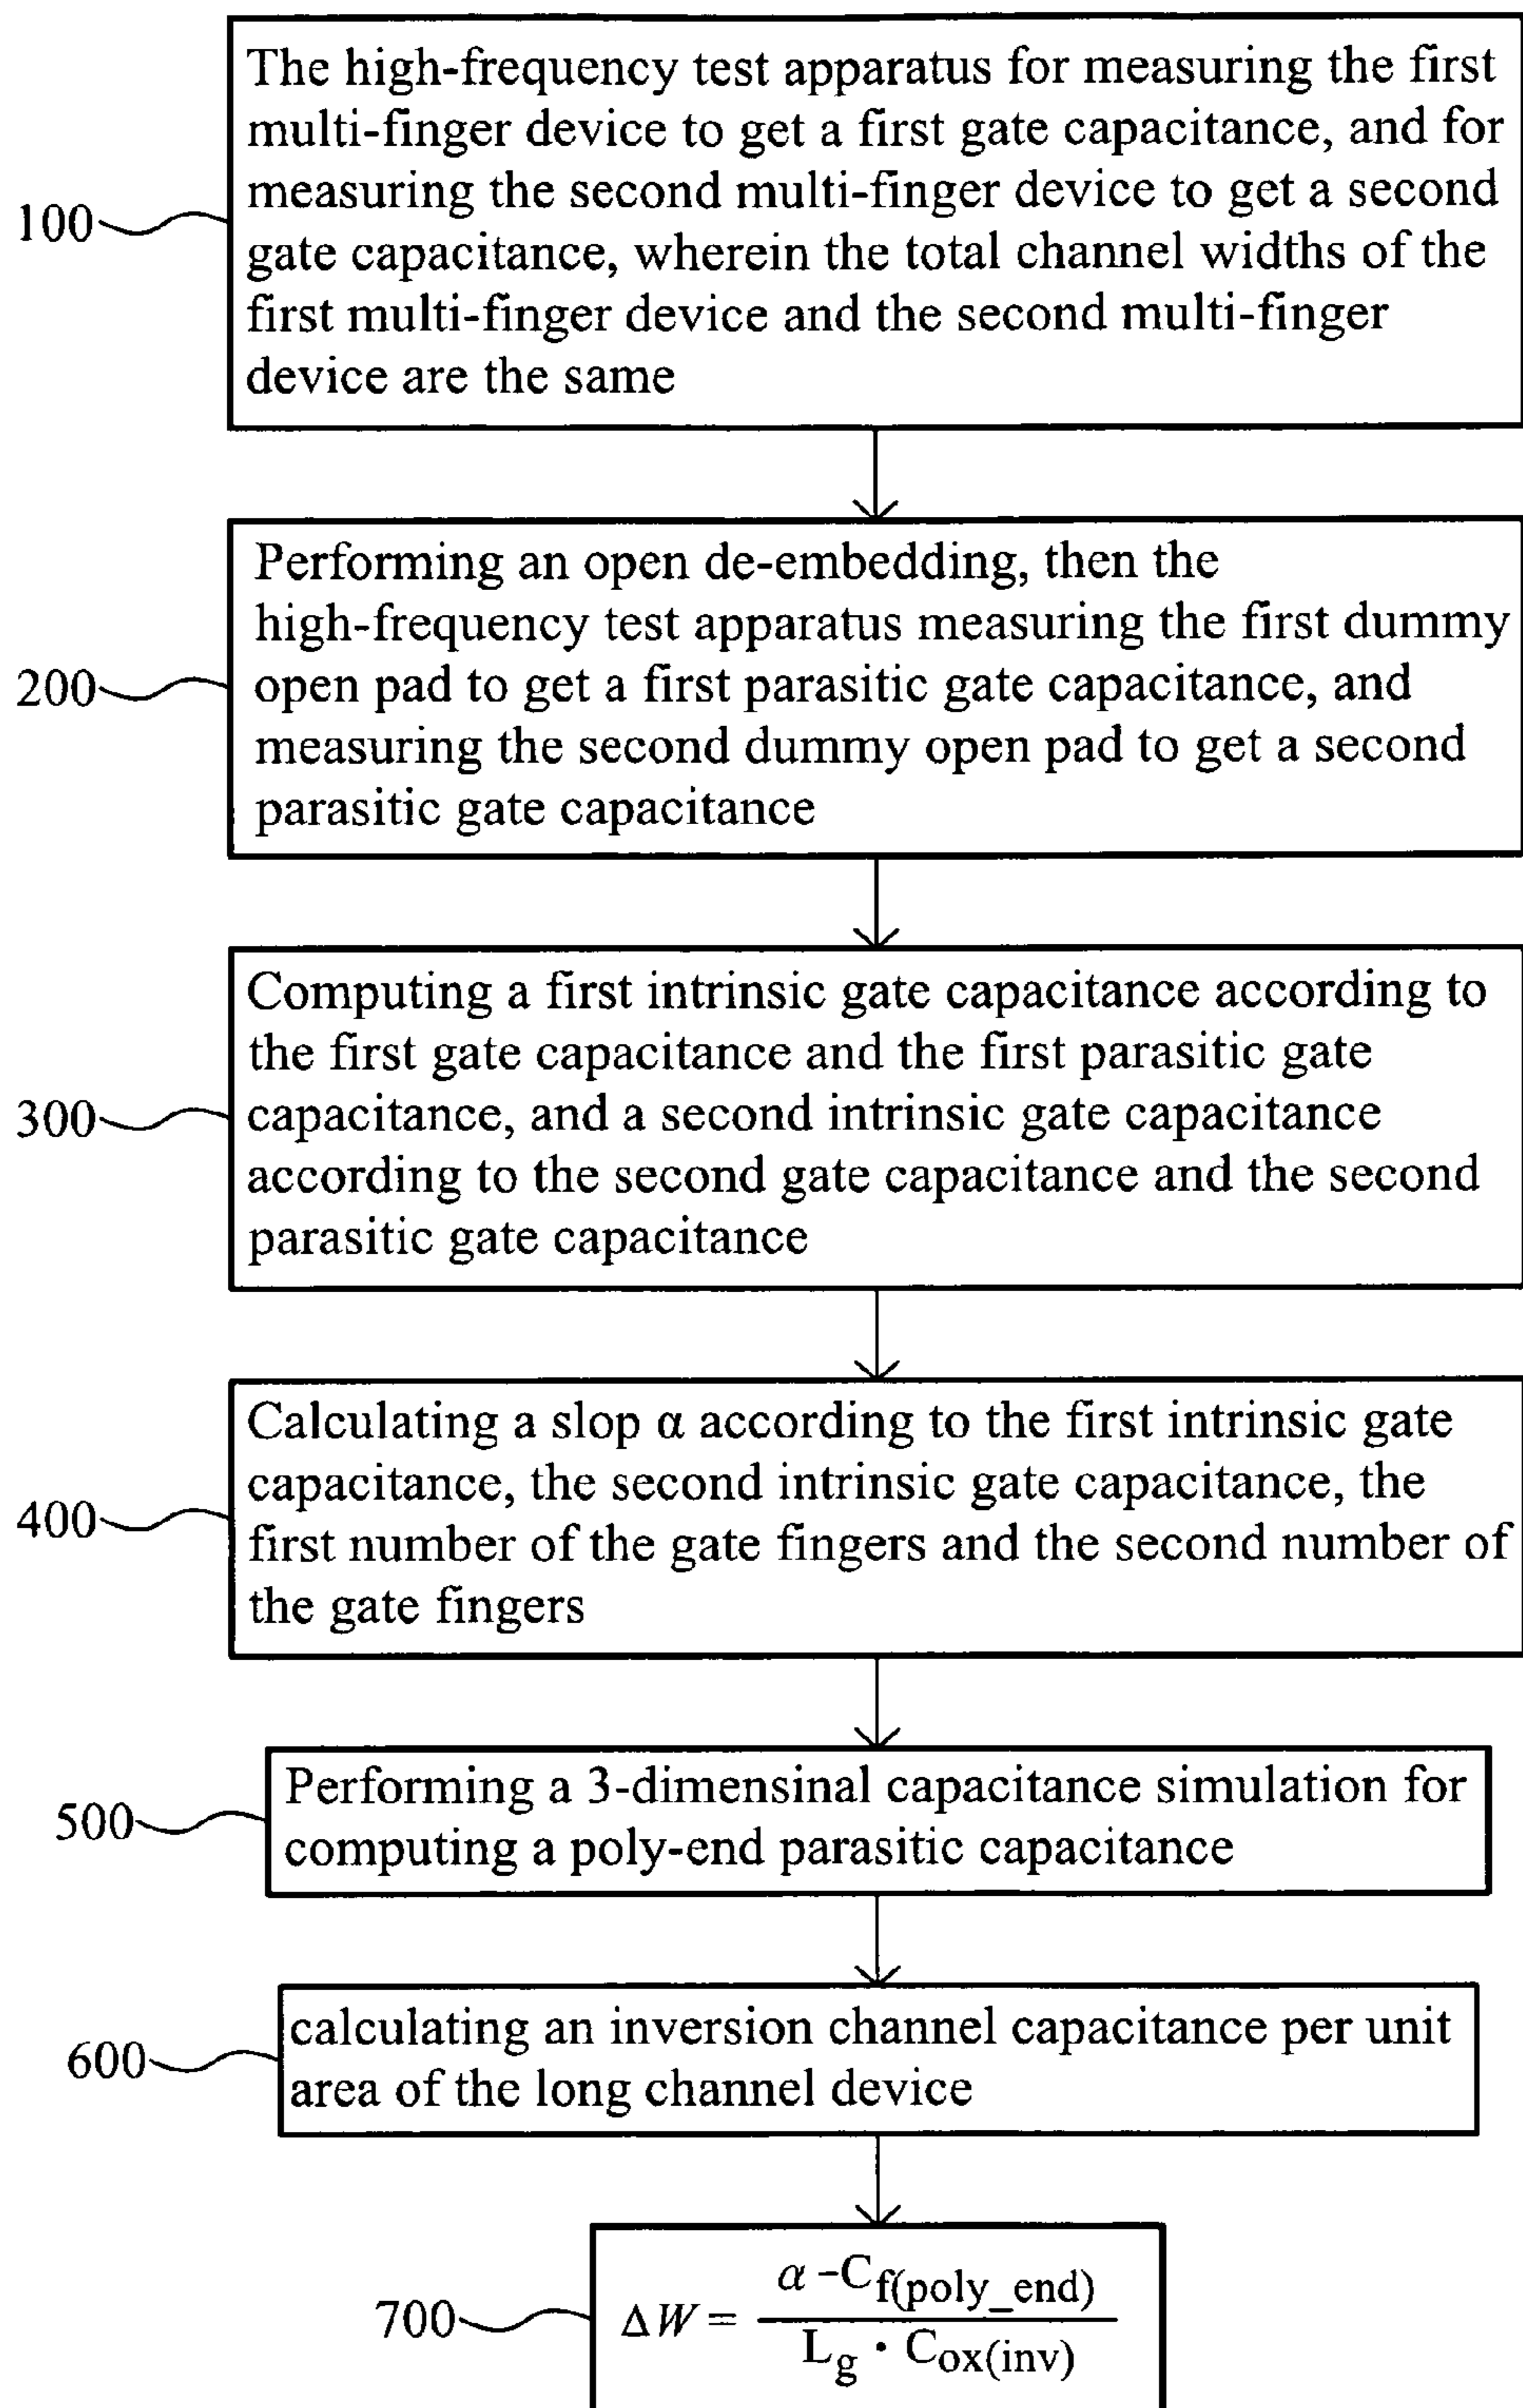 The high-frequency test apparatus for measuring the first
multi-finger device to get a first gate capacitance, and for
measuring the second multi-finger device to get a second
gate capacitance, wherein the total channel widths of the
first multi-finger device and the second multi-finger
device are the same
100
Performing an open de-embedding, then the
high-frequency test apparatus measuring the first dummy
open pad to get a first parasitic gate capacitance, and
measuring the second dummy open pad to get a second
parasitic gate capacitance
200
Computing a first intrinsic gate capacitance according to
the first gate capacitance and the first parasitic gate
capacitance, and a second intrinsic gate capacitance
according to the second gate capacitance and the second
parasitic gate capacitance
300
Calculating a slop α according to the first intrinsic gate
capacitance, the second intrinsic gate capacitance, the
first number of the gate fingers and the second number of
the gate fingers
400
Performing a 3-dimensinal capacitance simulation for
computing a poly-end parasitic capacitance
500
calculating an inversion channel capacitance per unit
area of the long channel device
600
α -Cf(poly_end)
ΔW =
Lg · Cox(inv)
700